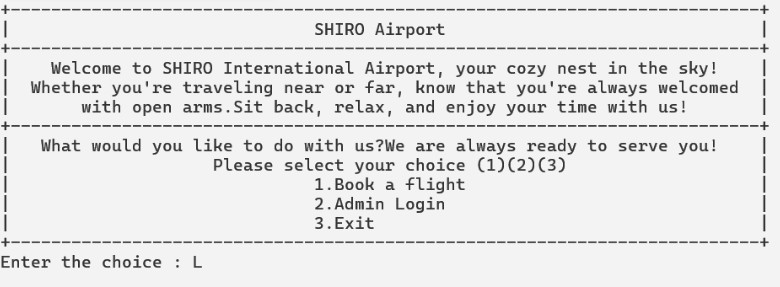 SHIRO Airport
Welcome to SHIRO International Airport, your cozy nest in the sky!
Whether you're traveling near or far, know that you're always welcomed
with open arms.Sit back, relax, and enjoy your time with us!
What would you like to do with us?We are always ready to serve you!
Please select your choice (1)(2)(3)
1.Book a flight
2.Admin Login
3.Exit
Enter the choice : L